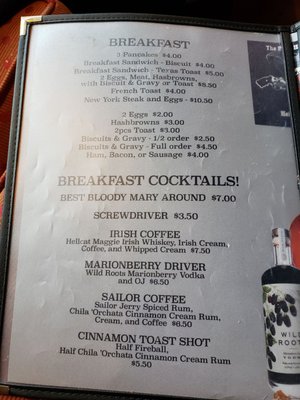 BREAKFAST
3 Pancakes $4.00
Breakfast Sandwich - Biscuit $4.00
Breakfast Sandwich - Texas Toast $5.00
2 Eggs, Meat, Hasbrowns,
with Biscuit & Gravy or Toast $8.50
French Toast $4.00
New York Steak and Eggs - $10.50
2 Eggs $2.00
Hashbrowns $3.00
2pcs Toast $3.00
Biscuits & Gravy - 1/2 order $2.50
Biscuits & Gravy - Full order $4.50
Ham, Bacon, or Sausage $4.00
BREAKFAST COCKTAILS!
BEST BLOODY MARY AROUND $7.00
SCREWDRIVER $3.50
IRISH COFFEE
Hellcat Maggie Irish Whiskey, Irish Cream,
Coffee, and Whipped Cream $7.50
MARIONBERRY DRIVER
Wild Roots Marionberry Vodka
and OJ $6.50
SAILOR COFFEE
Sailor Jerry Spiced Rum,
Chila 'Orchata Cinnamon Cream Rum,
Cream, and Coffee $6.50
CINNAMON TOAST SHOT
Half Fireball,
Half Chila 'Orchata Cinnamon Cream Rum
$5.50
The
WILD
ROOTS